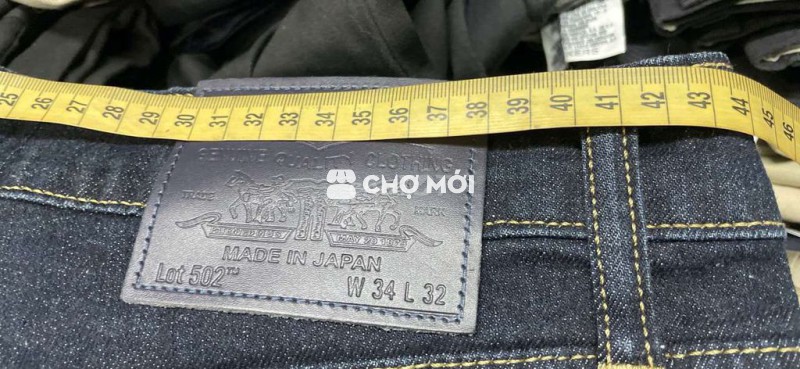 25 26 27 28 29 30 31 32 33 34 35 36 37 38 39 40 41 42 43 44 45 46
QUALITY CLOTHING
CHỢ MỚI
TRADE MARK
MADE IN JAPAN
Lot 502™
W 34 L 32